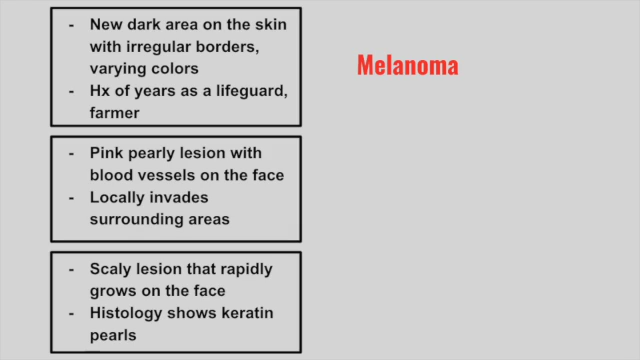 - New dark area on the skin
with irregular borders,
varying colors
- Hx of years as a lifeguard,
farmer
Melanoma
- Pink pearly lesion with
blood vessels on the face
- Locally invades
surrounding areas
- Scaly lesion that rapidly
grows on the face
- Histology shows keratin
pearls